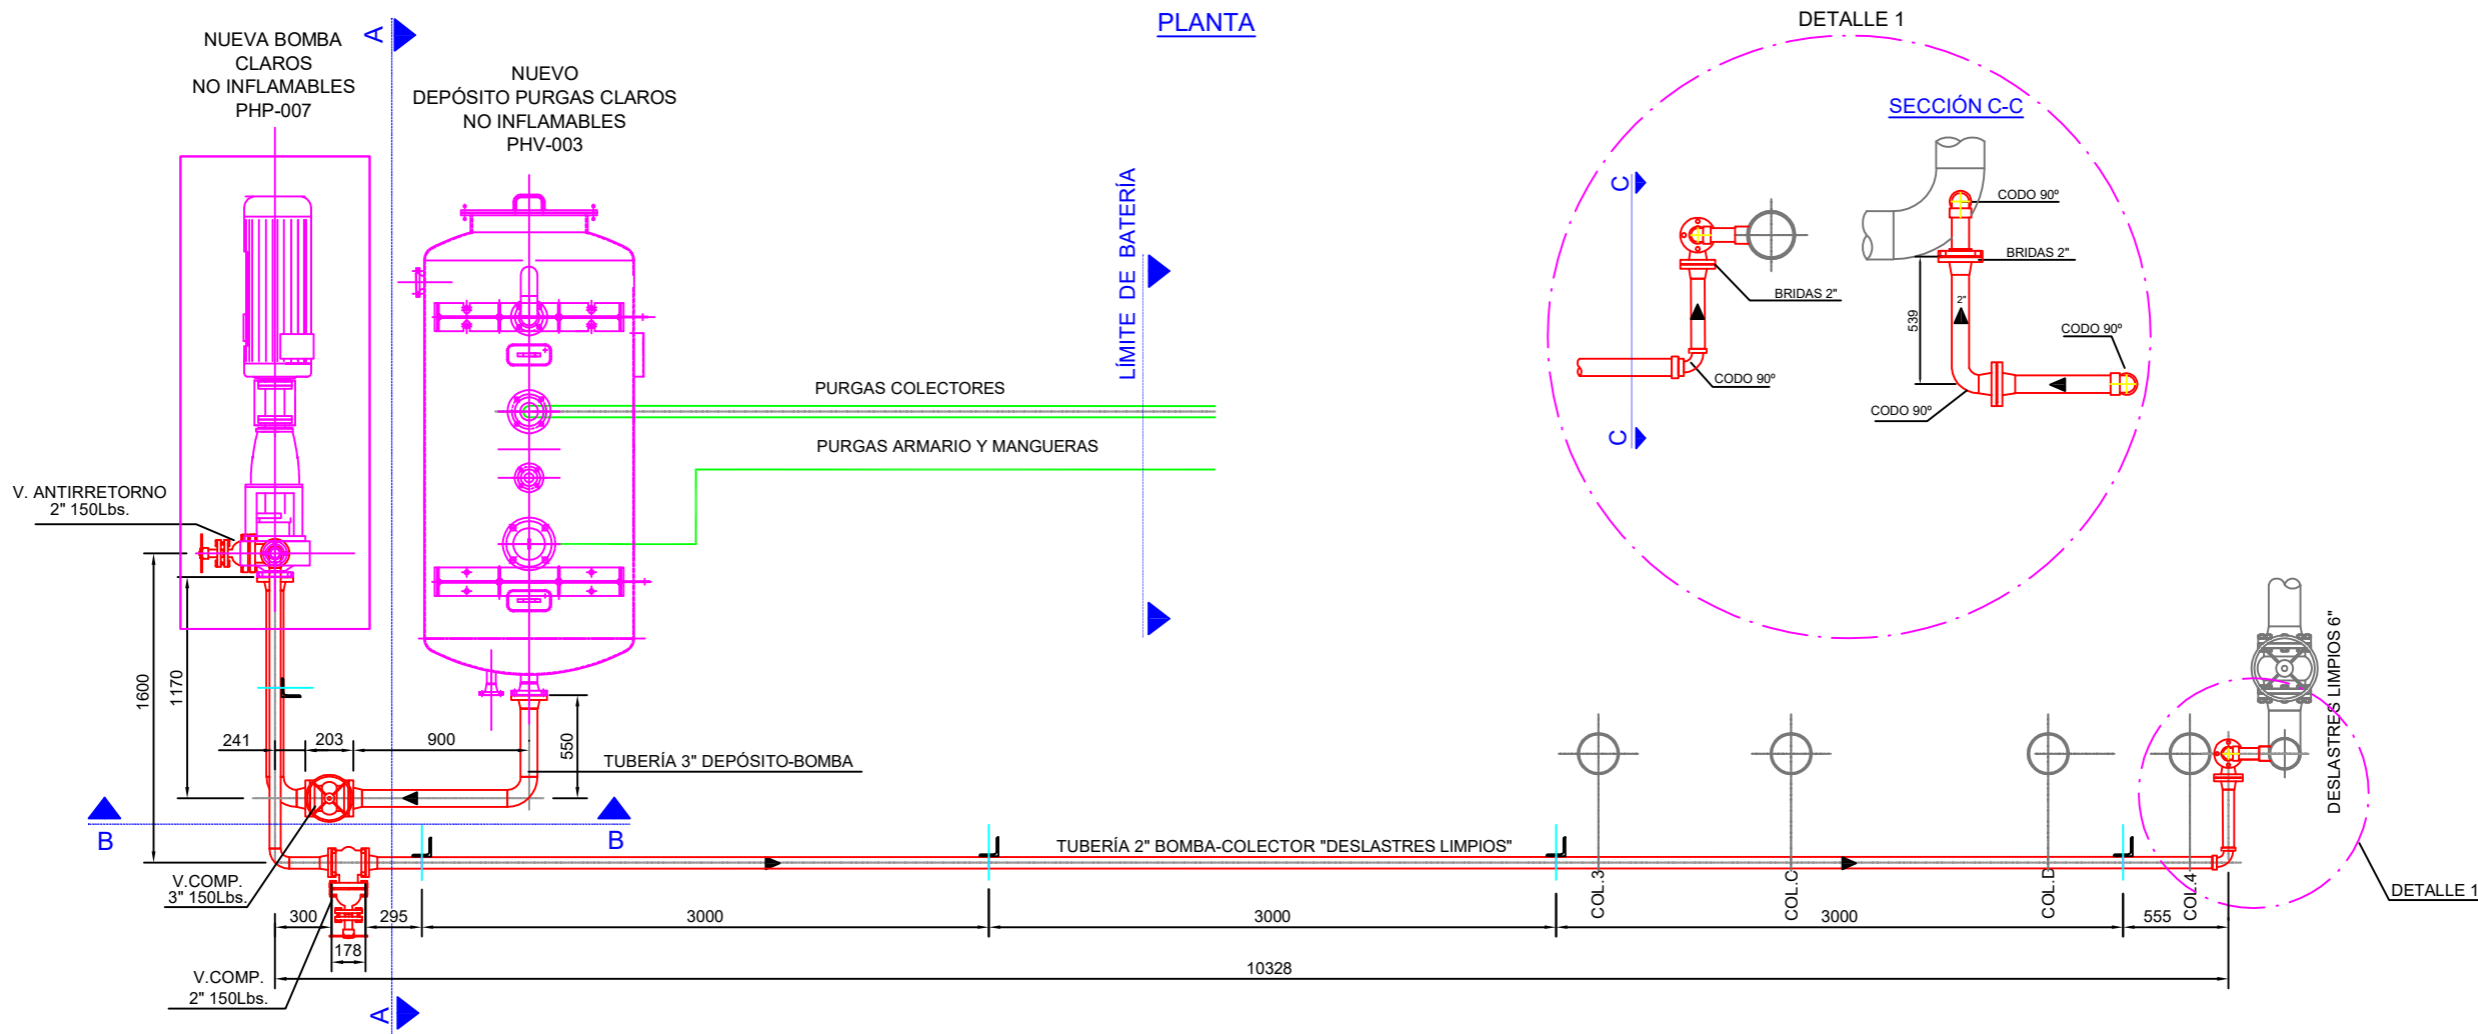 PLANTA
DETALLE 1
NUEVA BOMBA
CLAROS
NO INFLAMABLES
PHP-007
A
NUEVO
DEPÓSITO PURGAS CLAROS
NO INFLAMABLES
PHV-003
LÍMITE DE BATERÍA
SECCIÓN C-C
C
CODO 90º
BRIDAS 2"
BRIDAS 2"
2"
539
CODO 90º
CODO 90º
CODO 90º
C
PURGAS COLECTORES
PURGAS ARMARIO Y MANGUERAS
V. ANTIRRETORNO
2" 150Lbs.
1600
1170
241
203
900
550
TUBERÍA 3" DEPÓSITO-BOMBA
DESLASTRES LIMPIOS 6"
B
B
TUBERÍA 2" BOMBA-COLECTOR "DESLASTRES LIMPIOS"
V.COMP.
3" 150Lbs.
COL.3
COL.C
COL.D
COL.4
DETALLE 1
300
295
3000
3000
3000
555
178
10328
V.COMP.
2" 150Lbs.
A